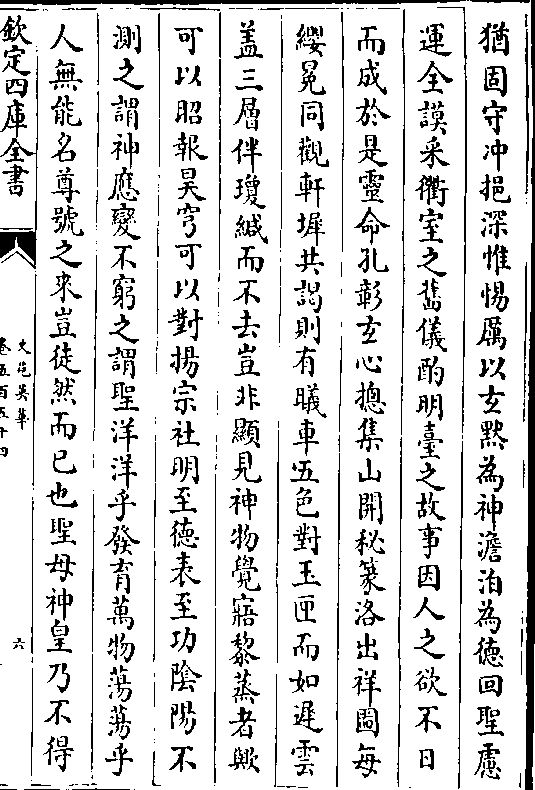 猶固守冲挹深惟惕厲以玄黙為神澹泊為德回聖慮
運全謨采衢室之舊儀酌明臺之故事因人之欲不日
而成於是靈命孔彰玄心摠集山開秘篆洛出祥圖每
纓冕同觀軒墀共謁則有曦車五色對玉匣而如遲雲
盖三層伴瓊緘而不去豈非顯見神物覺寤黎蒸者歟
可以昭報昊穹可以對揚宗社明至德表至功陰陽不
測之謂神應變不窮之謂聖洋洋乎發育萬物蕩蕩乎
人無能名尊號之來豈徒然而已也聖母神皇乃不得
欽定四庫全書
文苑英華
卷五百五十四
六